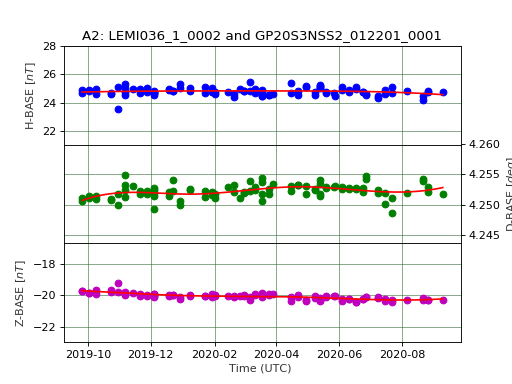 A2: LEMI036_1_0002 and GP20S3NSS2_012201_0001
28
26
24
22
H-BASE [nT]
4.260
4.255
4.250
4.245
D-BASE [deg]
−18
−20
−22
Z-BASE [nT]
2019-10 2019-12 2020-02 2020-04 2020-06 2020-08
Time (UTC)